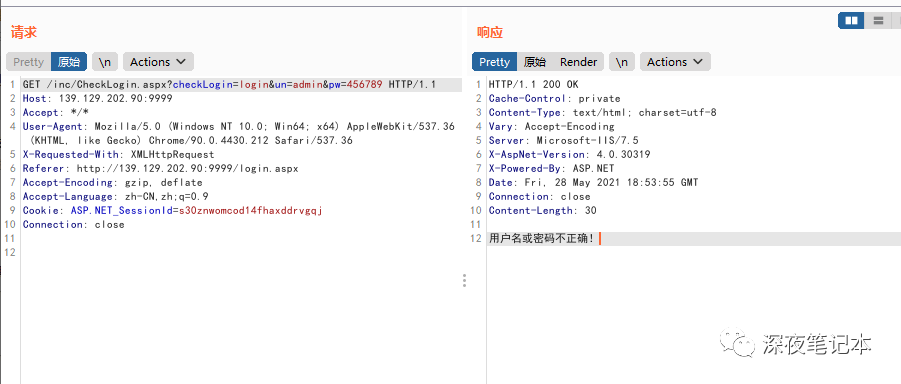 请求
Pretty 原始 \n Actions
1 GET /inc/CheckLogin.aspx?checkLogin=login&un=admin&pw=456789 HTTP/1.1
2 Host: 139.129.202.90:9999
3 Accept: */*
4 User-Agent: Mozilla/5.0 (Windows NT 10.0; Win64; x64) AppleWebKit/537.36
(KHTML, like Gecko) Chrome/90.0.4430.212 Safari/537.36
5 X-Requested-With: XMLHttpRequest
6 Referer: http://139.129.202.90:9999/login.aspx
7 Accept-Encoding: gzip, deflate
8 Accept-Language: zh-CN,zh;q=0.9
9 Cookie: ASP.NET_SessionId=s30znwomcod14fhaxddrvgqj
10 Connection: close
11
12
响应
Pretty 原始 Render \n Actions
1 HTTP/1.1 200 OK
2 Cache-Control: private
3 Content-Type: text/html; charset=utf-8
4 Vary: Accept-Encoding
5 Server: Microsoft-IIS/7.5
6 X-AspNet-Version: 4.0.30319
7 X-Powered-By: ASP.NET
8 Date: Fri, 28 May 2021 18:53:55 GMT
9 Connection: close
10 Content-Length: 30
11
12 用户名或密码不正确!
深夜笔记本